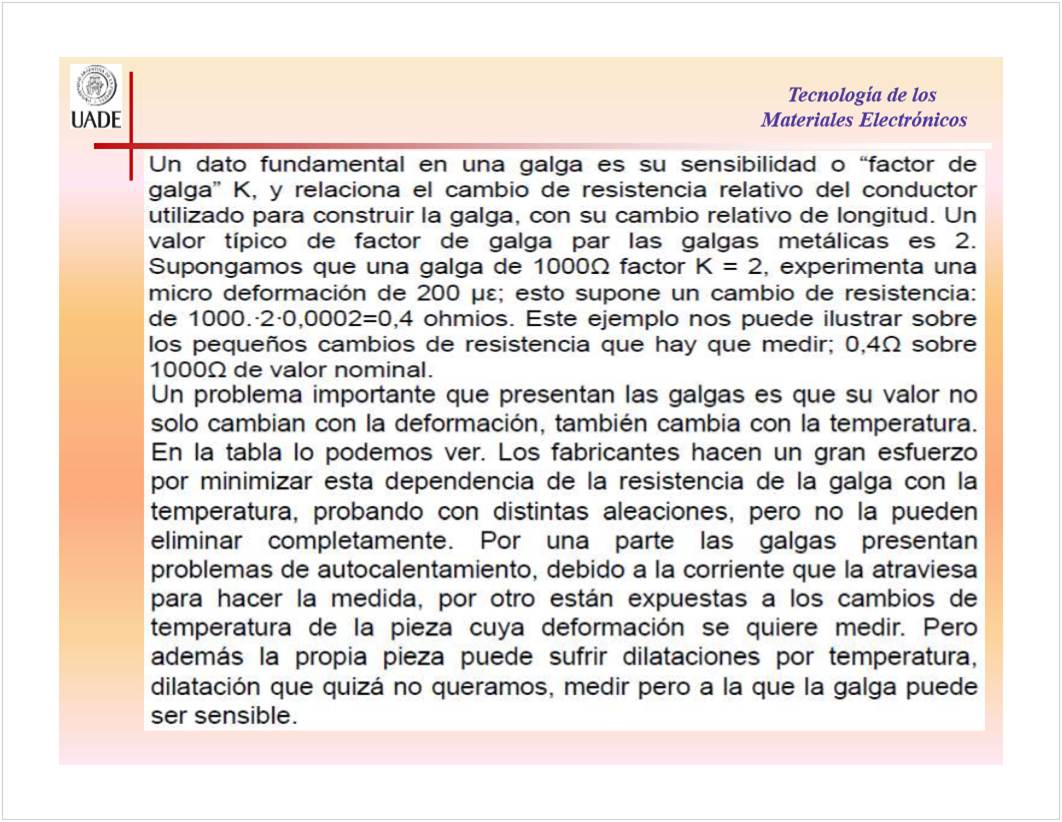 UADE
Tecnología de los
Materiales Electrónicos
Un dato fundamental en una galga es su sensibilidad o “factor de
galga” K, y relaciona el cambio de resistencia relativo del conductor
utilizado para construir la galga, con su cambio relativo de longitud. Un
valor típico de factor de galga par las galgas metálicas es 2.
Supongamos que una galga de 1000Ω factor K = 2, experimenta una
micro deformación de 200 µε; esto supone un cambio de resistencia:
de 1000.·2·0,0002=0,4 ohmios. Este ejemplo nos puede ilustrar sobre
los pequeños cambios de resistencia que hay que medir; 0,4Ω sobre
1000Ω de valor nominal.
Un problema importante que presentan las galgas es que su valor no
solo cambian con la deformación, también cambia con la temperatura.
En la tabla lo podemos ver. Los fabricantes hacen un gran esfuerzo
por minimizar esta dependencia de la resistencia de la galga con la
temperatura, probando con distintas aleaciones, pero no la pueden
eliminar completamente. Por una parte las galgas presentan
problemas de autocalentamiento, debido a la corriente que la atraviesa
para hacer la medida, por otro están expuestas a los cambios de
temperatura de la pieza cuya deformación se quiere medir. Pero
además la propia pieza puede sufrir dilataciones por temperatura,
dilatación que quizá no queramos, medir pero a la que la galga puede
ser sensible.